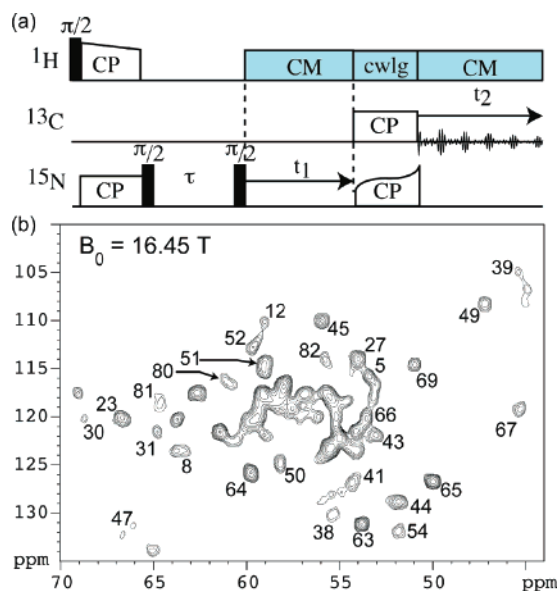 (a)
π/2
¹H
CP
CM
cwlg
CM
¹³C
CP
t₂
π/2
π/2
¹⁵N
CP
τ
t₁
CP
(b)
B₀ = 16.45 T
105
110
115
120
125
130
ppm
39
12
49
45
52
27
51
82
5
80
69
81
23
66
67
30
31
43
8
50
41
64
65
44
47
38
63
54
70
65
60
55
50
ppm